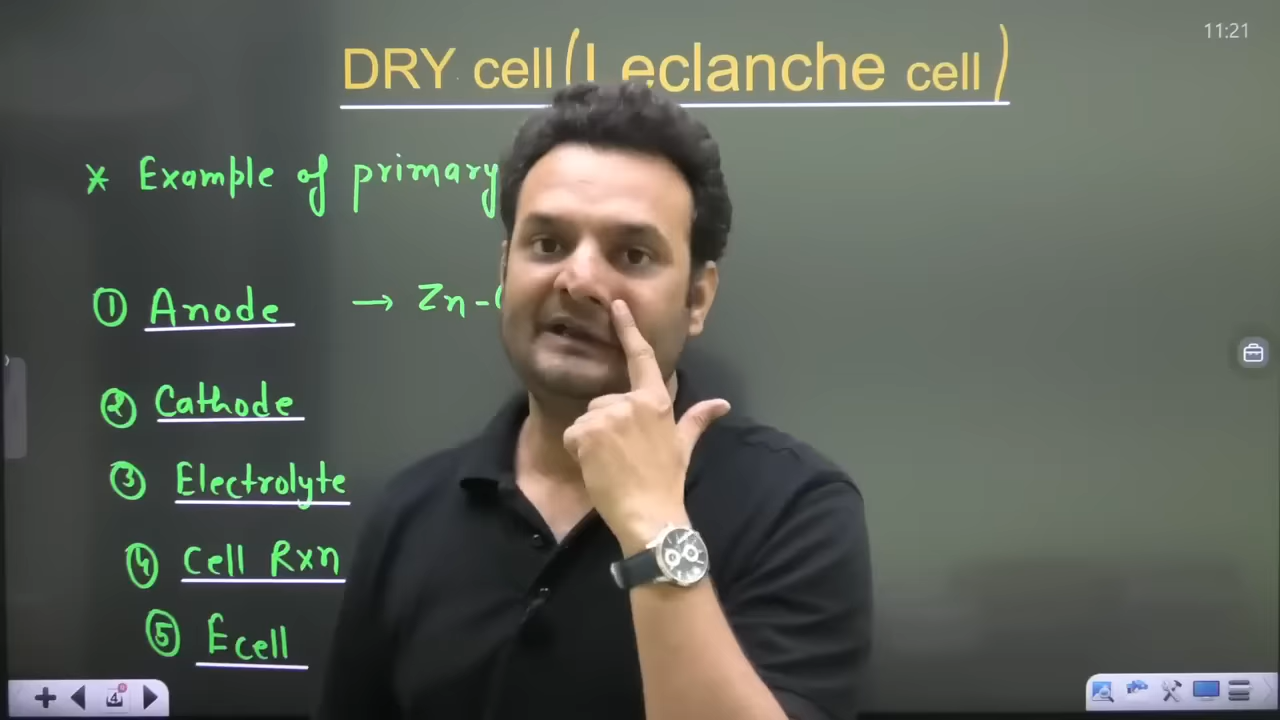 11:21
DRY cell (Leclanche cell)
* Example of primary
① Anode → Zn-
② Cathode
③ Electrolyte
④ Cell Rxn
⑤ Ecell
4